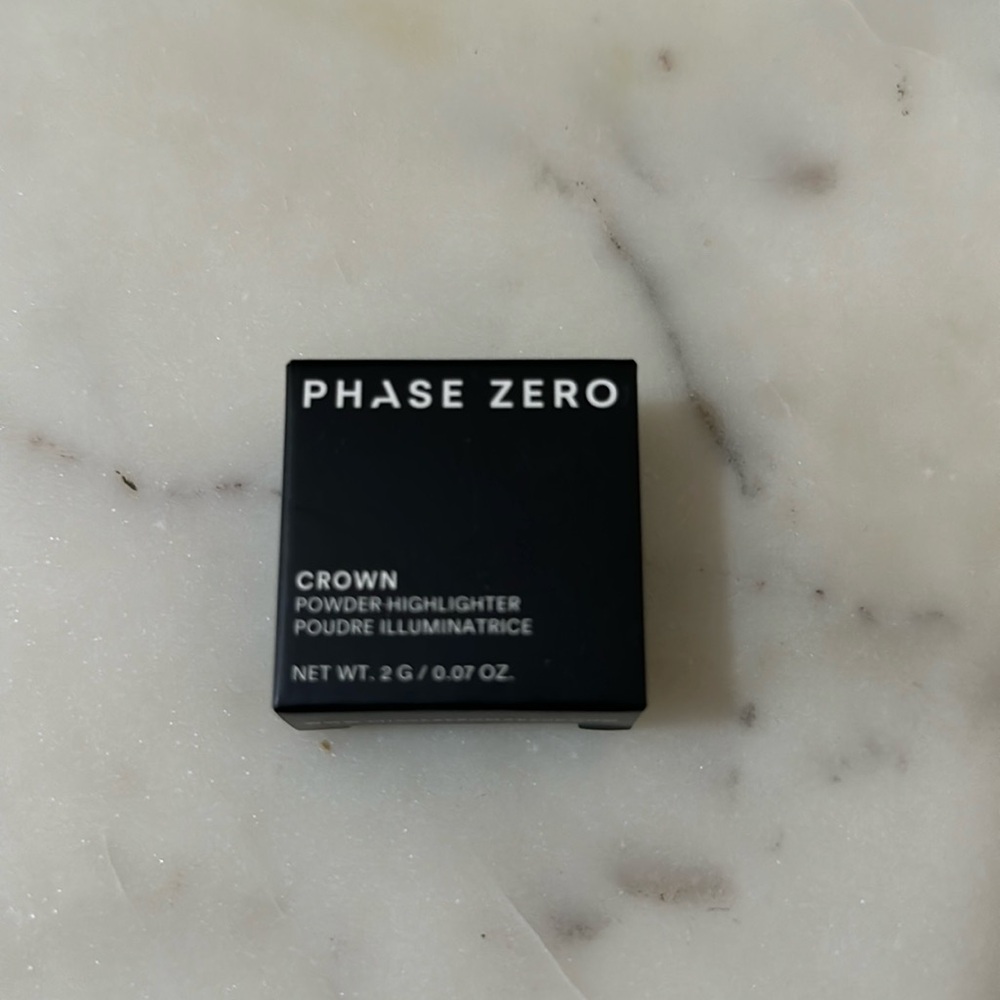 PHASE ZERO
CROWN
POWDER HIGHLIGHTER
POUDRE ILLUMINATRICE
NET WT. 2 G / 0.07 OZ.